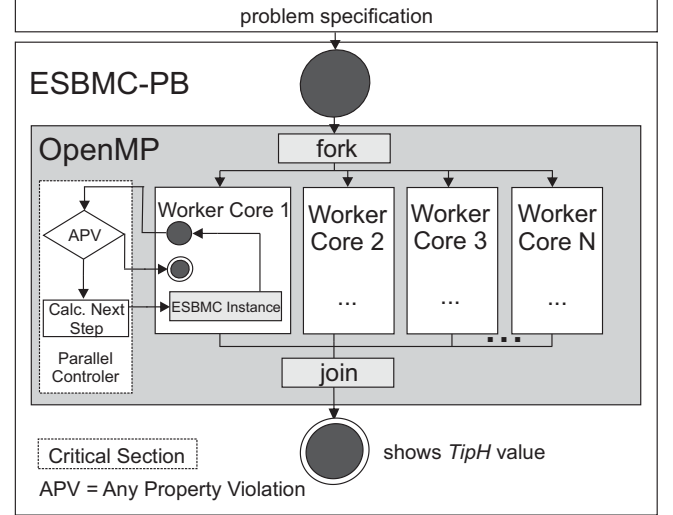 problem specification
ESBMC-PB
OpenMP
fork
Worker Core 1
Worker
Core 2
...
Worker
Core 3
...
Worker
Core N
...
APV
ESBMC Instance
Calc. Next
Step
Parallel
Controler
...
join
Critical Section
shows TipH value
APV = Any Property Violation